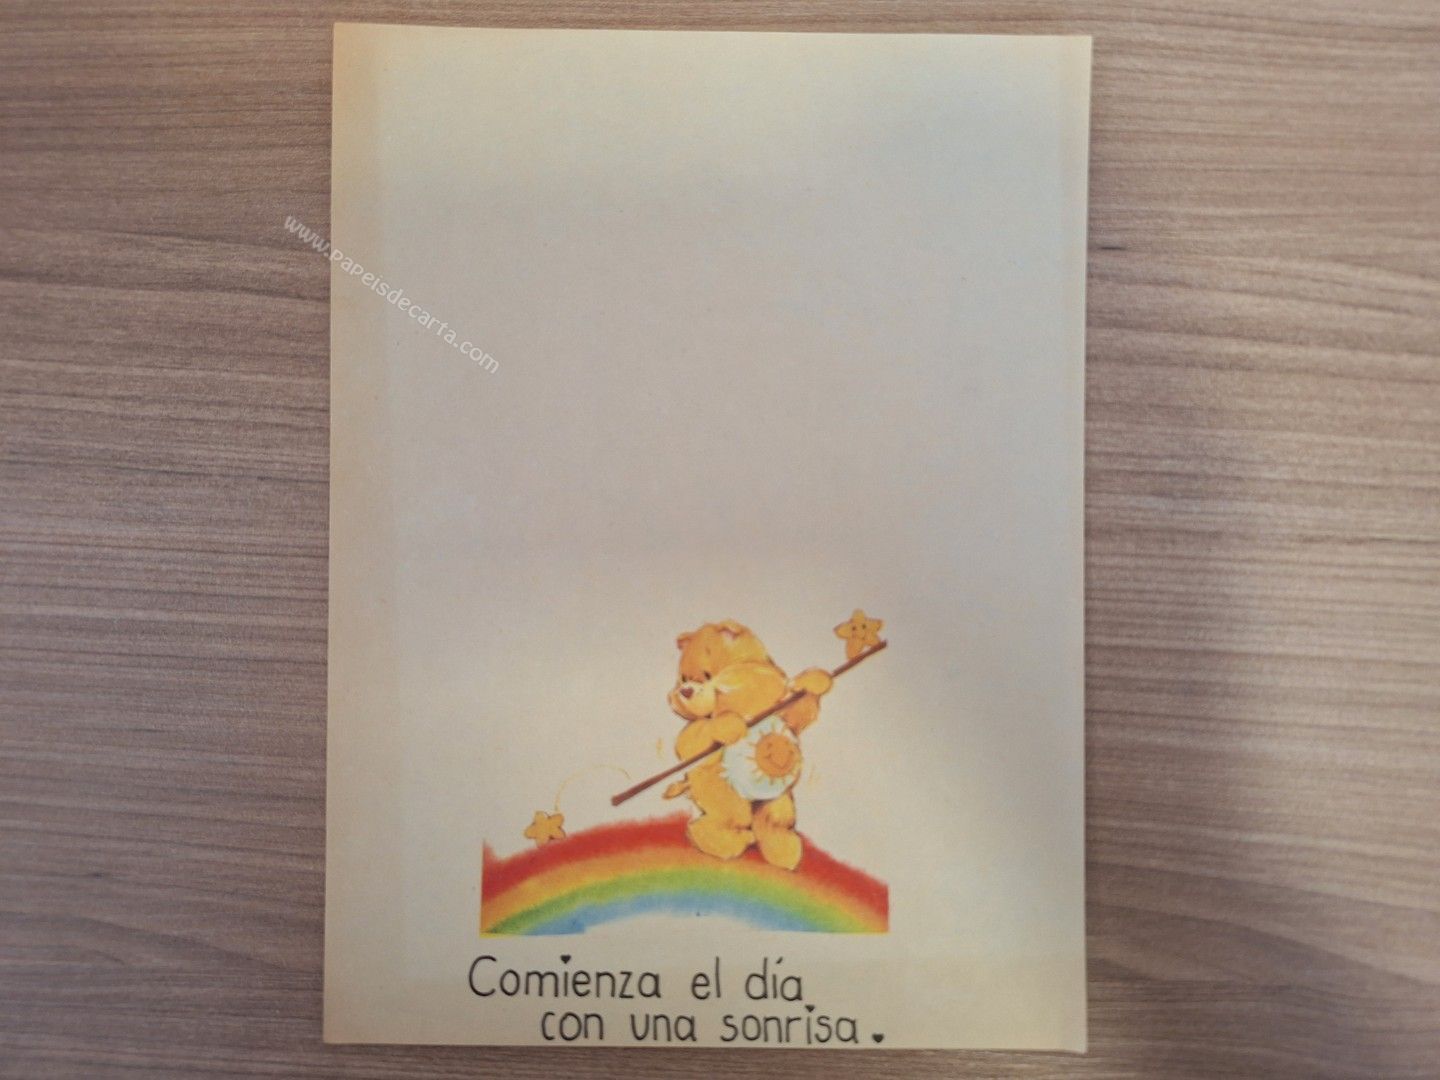 www.papeisdecarta.com
Comienza el día
con una sonrisa.